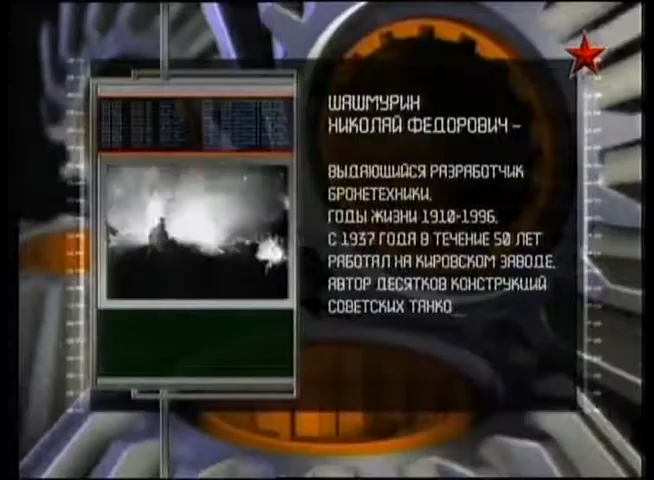 ШАШМУРИН
НИКОЛАЙ ФЕДОРОВИЧ –
ВЫДАЮЩИЙСЯ РАЗРАБОТЧИК
БРОНЕТЕХНИКИ.
ГОДЫ ЖИЗНИ 1910-1996.
С 1937 ГОДА В ТЕЧЕНИЕ 50 ЛЕТ
РАБОТАЛ НА КИРОВСКОМ ЗАВОДЕ.
АВТОР ДЕСЯТКОВ КОНСТРУКЦИЙ
СОВЕТСКИХ ТАНКО_